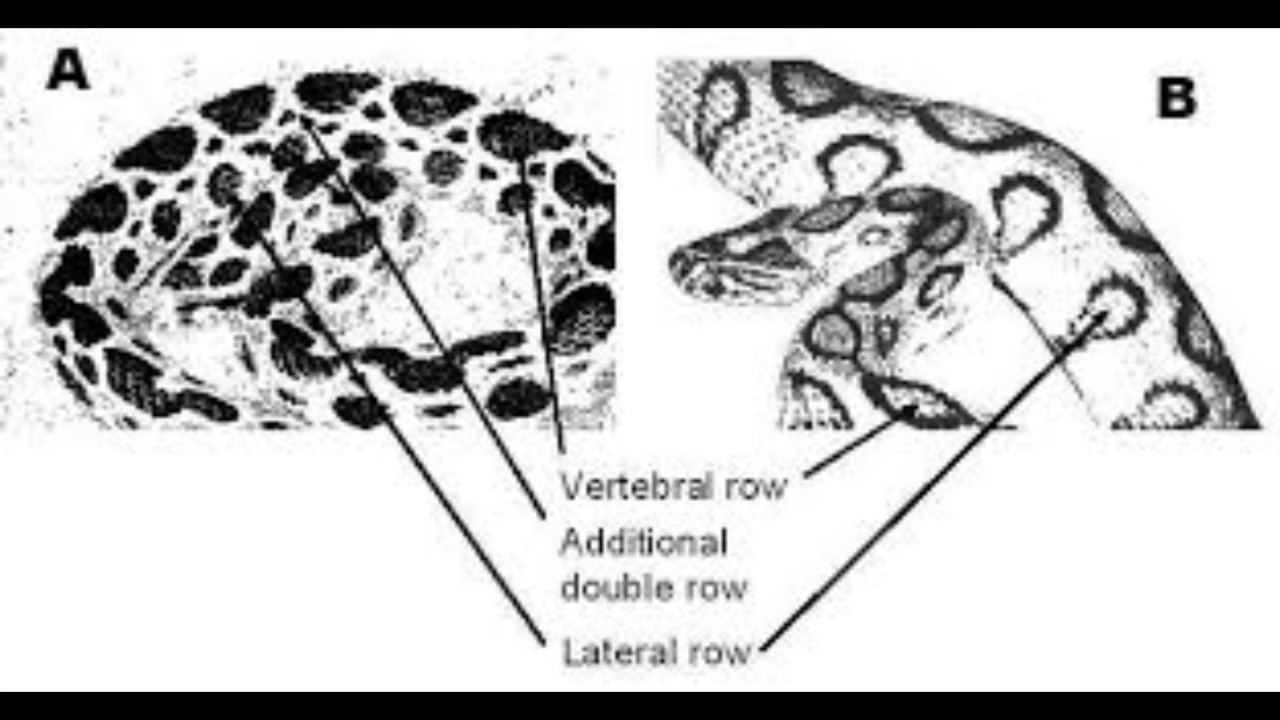 A
B
Vertebral row
Additional
double row
Lateral row